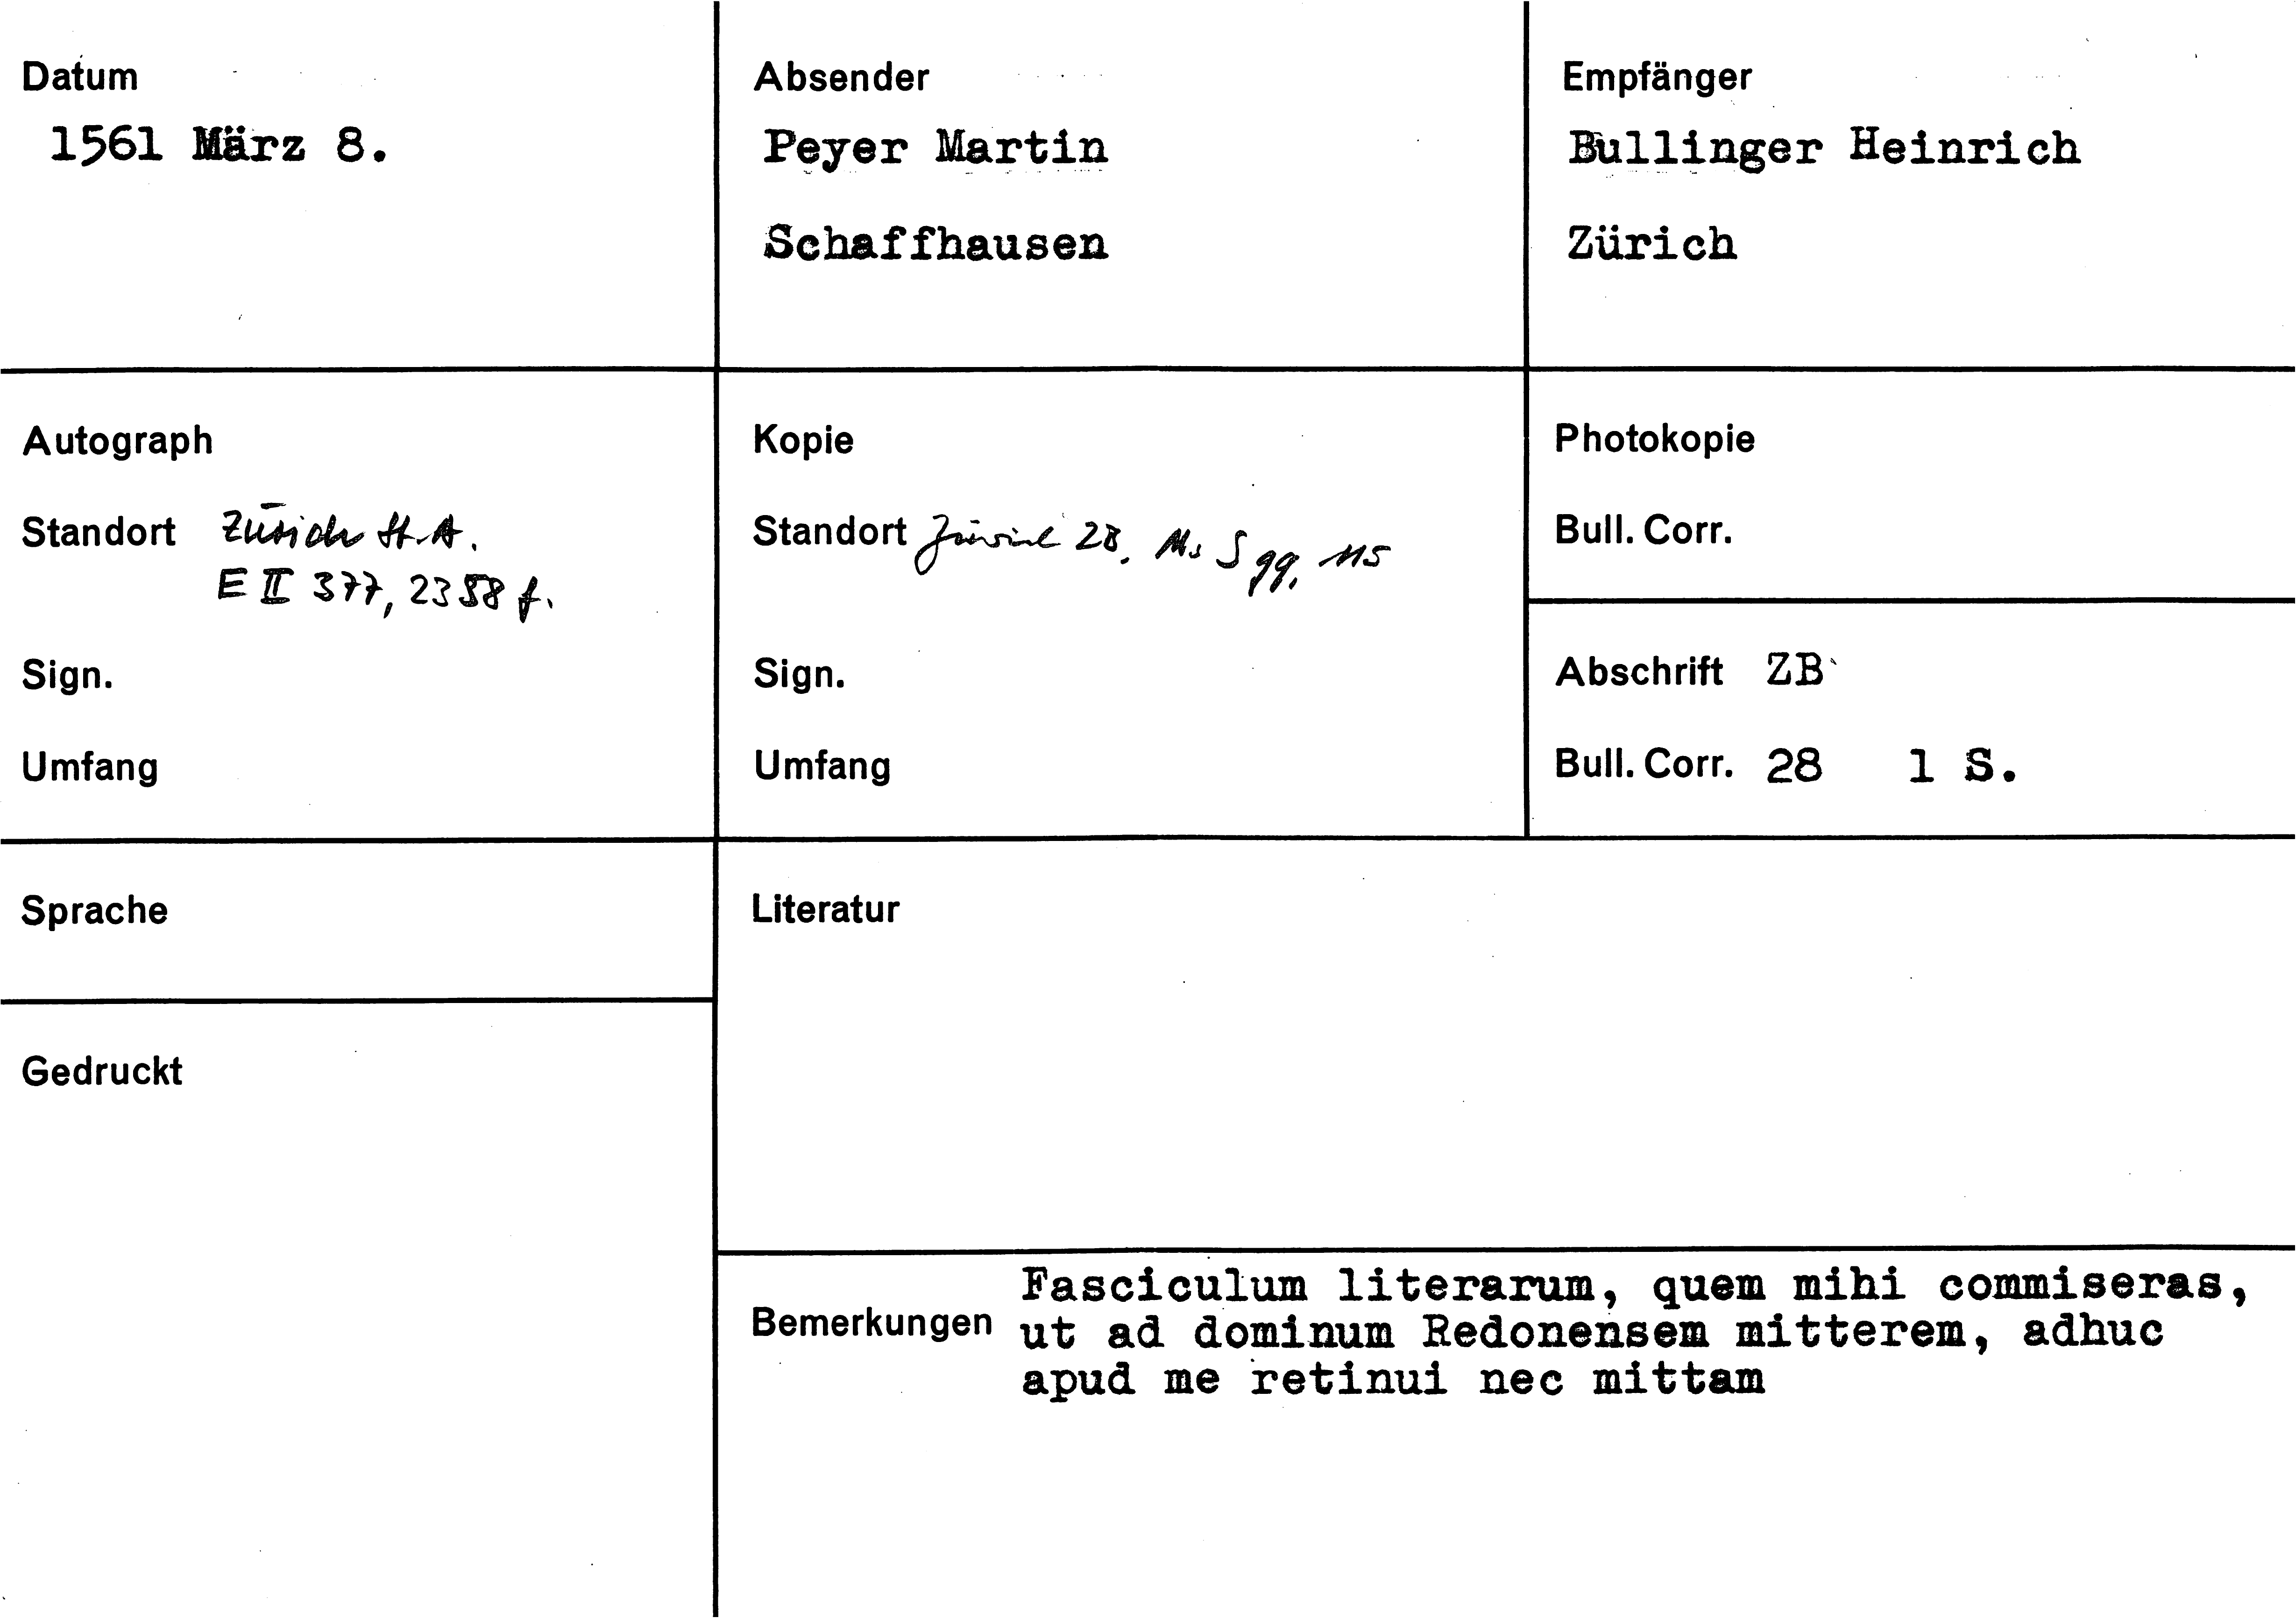 Datum
1561 März 8.
Absender
Peyer Martin
Schaffhausen
Empfänger
Bullinger Heinrich
Zürich
Autograph
Standort Zürich St.A.
E II 377, 2358 f.
Sign.
Umfang
Kopie
Standort Zürich ZB. Ms S 99, 115
Sign.
Umfang
Photokopie
Bull. Corr.
Abschrift ZB
Bull. Corr. 28 1 S.
Sprache
Gedruckt
Literatur
Bemerkungen
Fasciculum literarum, quem mihi commiseras,
ut ad dominum Redonensem mitterem, adhuc
apud me retinui nec mittam